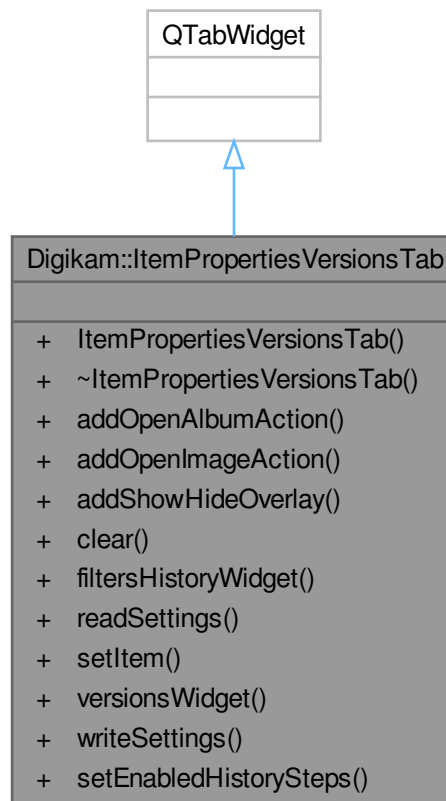 QTabWidget
Digikam::ItemPropertiesVersionsTab
+ ItemPropertiesVersionsTab()
+ ~ItemPropertiesVersionsTab()
+ addOpenAlbumAction()
+ addOpenImageAction()
+ addShowHideOverlay()
+ clear()
+ filtersHistoryWidget()
+ readSettings()
+ setItem()
+ versionsWidget()
+ writeSettings()
+ setEnabledHistorySteps()